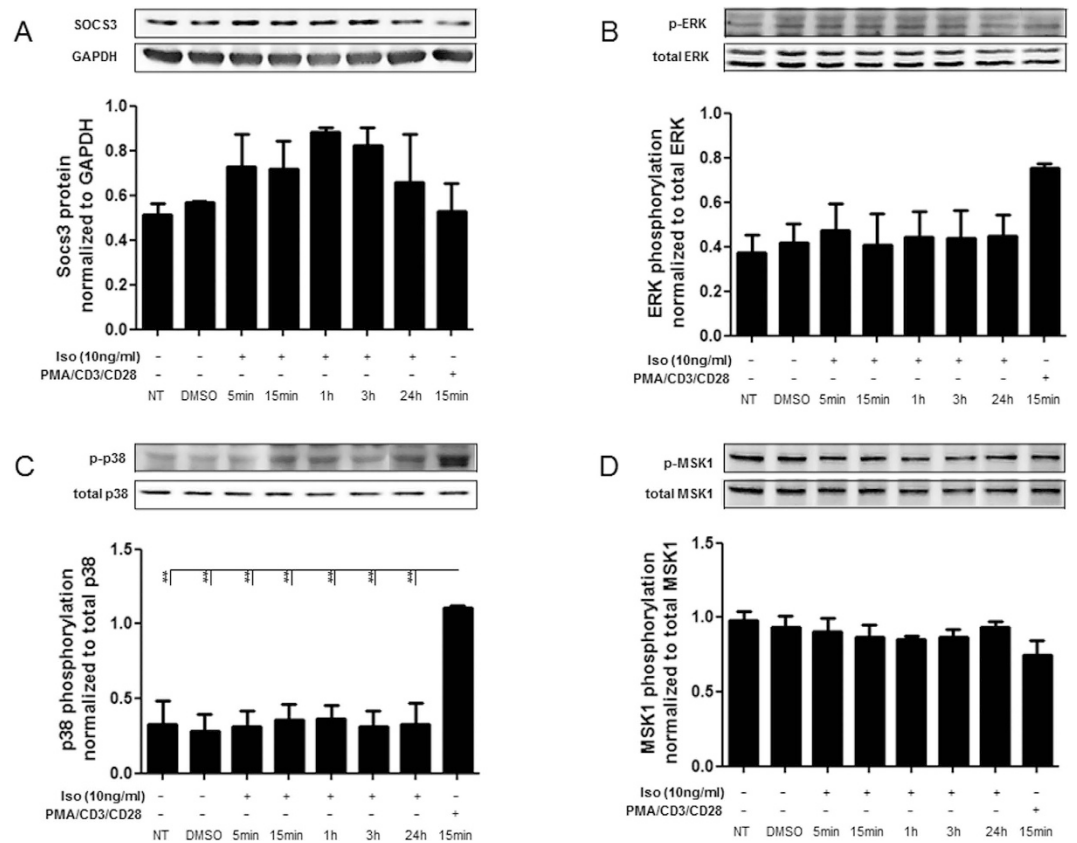 A
SOCS3
GAPDH
Socs3 protein
normalized to GAPDH
1.0
0.8
0.6
0.4
0.2
0.0
Iso (10ng/ml) - - + + + + + -
PMA/CD3/CD28 - - - - - - - +
NT DMSO 5min 15min 1h 3h 24h 15min
B
p-ERK
total ERK
ERK phosphorylation
normalized to total ERK
1.0
0.8
0.6
0.4
0.2
0.0
Iso (10ng/ml) - - + + + + + -
PMA/CD3/CD28 - - - - - - - +
NT DMSO 5min 15min 1h 3h 24h 15min
C
p-p38
total p38
p38 phosphorylation
normalized to total p38
1.5
1.0
0.5
0.0
** ** ** ** ** ** **
Iso (10ng/ml) - - + + + + + -
PMA/CD3/CD28 - - - - - - - +
NT DMSO 5min 15min 1h 3h 24h 15min
D
p-MSK1
total MSK1
MSK1 phosphorylation
normalized to total MSK1
1.5
1.0
0.5
0.0
Iso (10ng/ml) - - + + + + + -
PMA/CD3/CD28 - - - - - - - +
NT DMSO 5min 15min 1h 3h 24h 15min